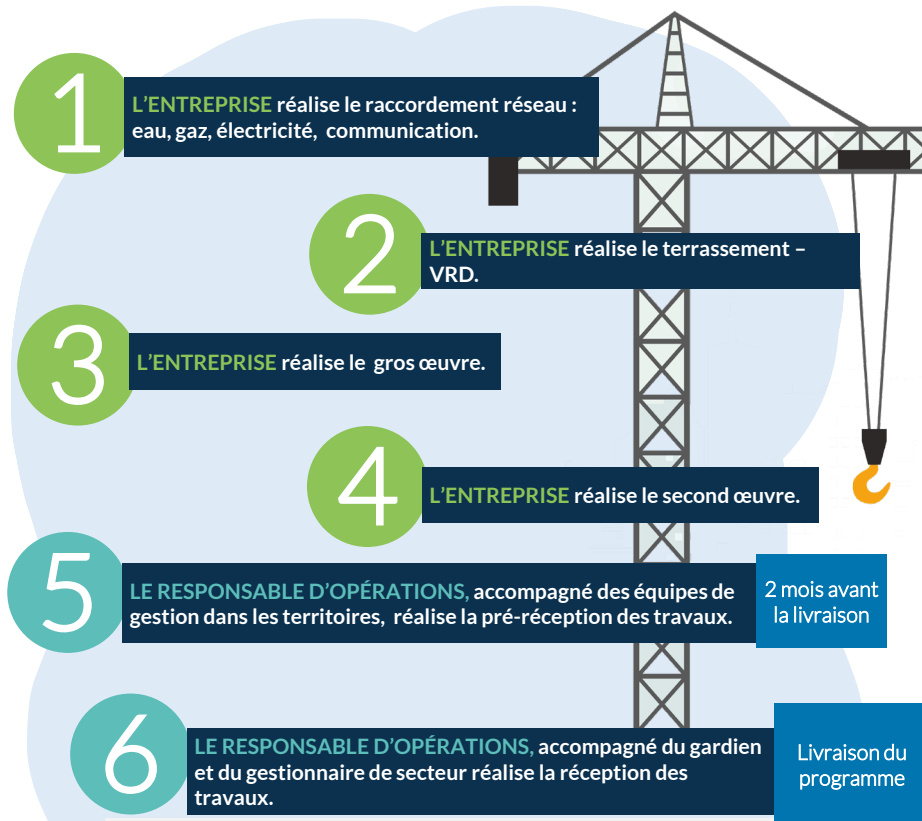 1
L'ENTREPRISE réalise le raccordement réseau :
eau, gaz, électricité, communication.
2
L'ENTREPRISE réalise le terrassement –
VRD.
3
L'ENTREPRISE réalise le gros œuvre.
4
L'ENTREPRISE réalise le second œuvre.
5
LE RESPONSABLE D'OPÉRATIONS, accompagné des équipes de
gestion dans les territoires, réalise la pré-réception des travaux.
2 mois avant
la livraison
6
LE RESPONSABLE D'OPÉRATIONS, accompagné du gardien
et du gestionnaire de secteur réalise la réception des
travaux.
Livraison du
programme